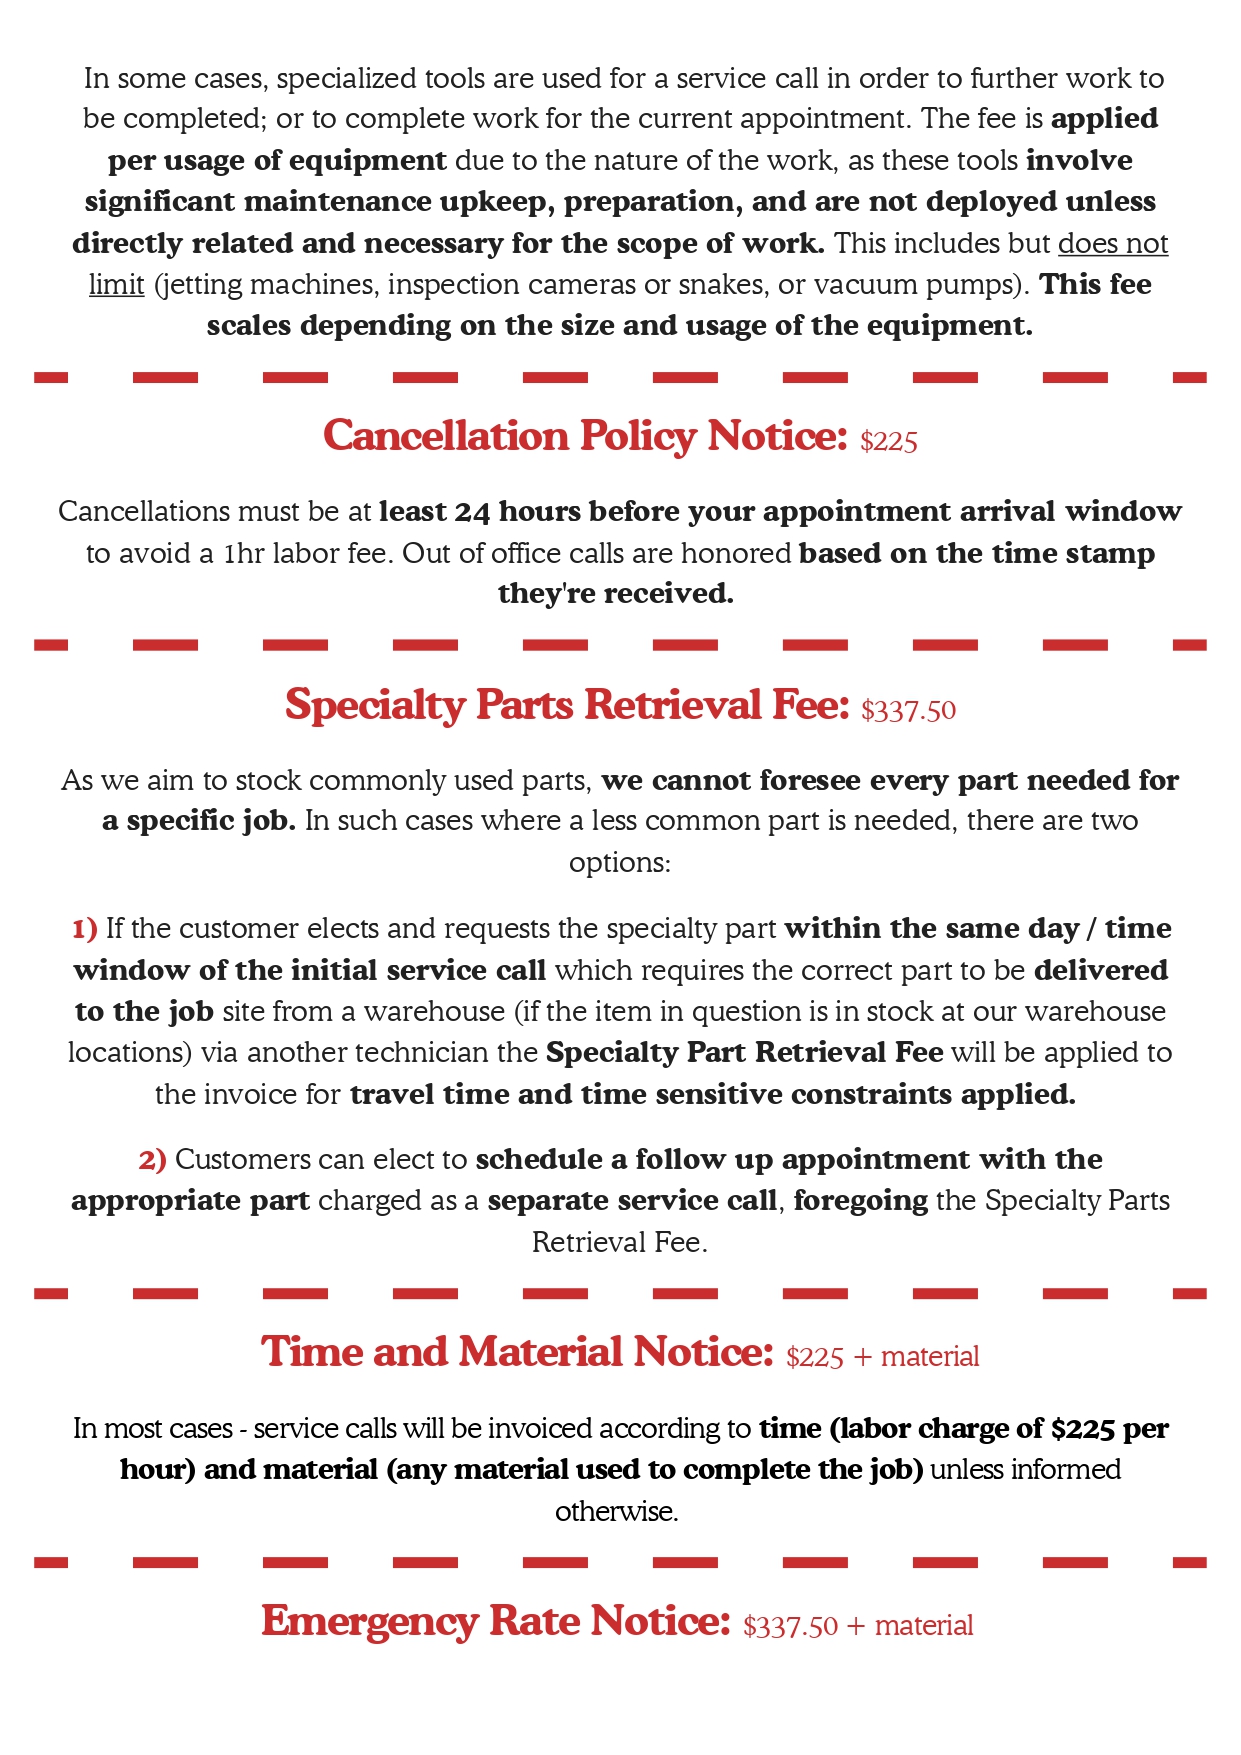 In some cases, specialized tools are used for a service call in order to further work to
be completed; or to complete work for the current appointment. The fee is applied
per usage of equipment due to the nature of the work, as these tools involve
significant maintenance upkeep, preparation, and are not deployed unless
directly related and necessary for the scope of work. This includes but does not
limit (jetting machines, inspection cameras or snakes, or vacuum pumps). This fee
scales depending on the size and usage of the equipment.
Cancellation Policy Notice: $225
Cancellations must be at least 24 hours before your appointment arrival window
to avoid a 1hr labor fee. Out of office calls are honored based on the time stamp
they're received.
Specialty Parts Retrieval Fee: $337.50
As we aim to stock commonly used parts, we cannot foresee every part needed for
a specific job. In such cases where a less common part is needed, there are two
options:
1) If the customer elects and requests the specialty part within the same day / time
window of the initial service call which requires the correct part to be delivered
to the job site from a warehouse (if the item in question is in stock at our warehouse
locations) via another technician the Specialty Part Retrieval Fee will be applied to
the invoice for travel time and time sensitive constraints applied.
2) Customers can elect to schedule a follow up appointment with the
appropriate part charged as a separate service call, foregoing the Specialty Parts
Retrieval Fee.
Time and Material Notice: $225 + material
In most cases - service calls will be invoiced according to time (labor charge of $225 per
hour) and material (any material used to complete the job) unless informed
otherwise.
Emergency Rate Notice: $337.50 + material